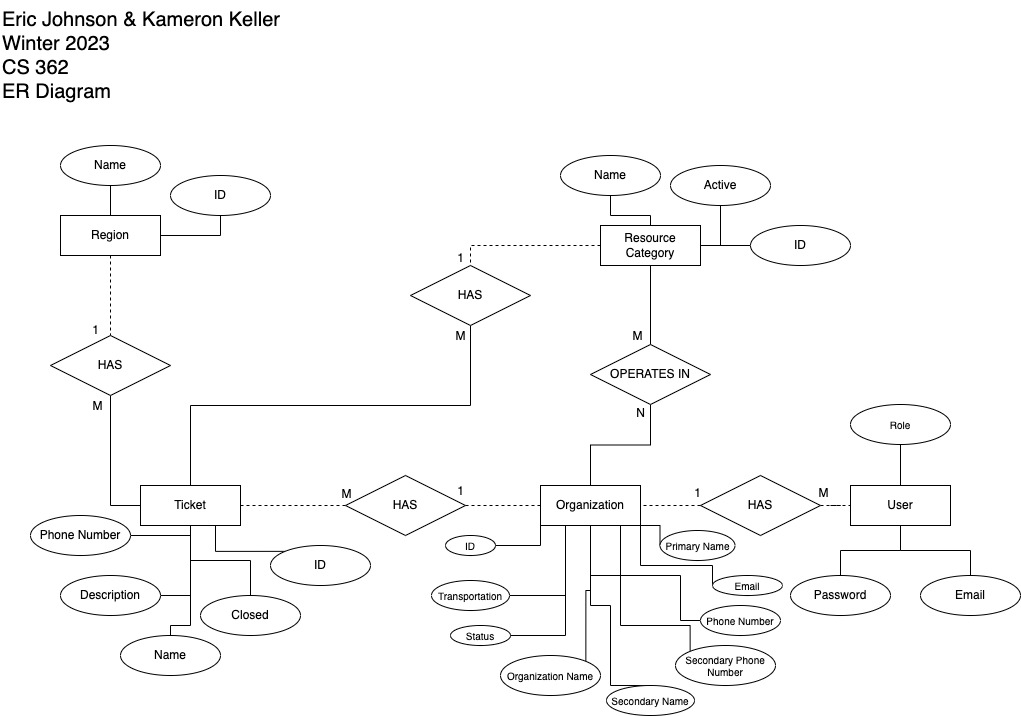 Eric Johnson & Kameron Keller
Winter 2023
CS 362
ER Diagram
Name
ID
Region
1
HAS
M
Name
Active
Resource
Category
ID
1
HAS
M
M
OPERATES IN
N
Role
Ticket
M
HAS
1
Organization
1
HAS
M
User
Phone Number
ID
Description
Closed
Name
ID
Primary Name
Transportation
Email
Status
Phone Number
Organization Name
Secondary Phone
Number
Secondary Name
Password
Email